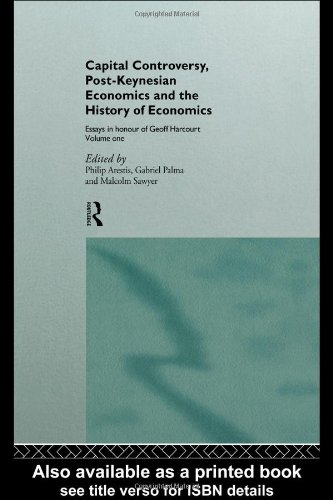 Capital Controversy,
Post-Keynesian
Economics and the
History of Economics
Essays in honour of Geoff Harcourt
Volume one
Edited by
Philip Arestis, Gabriel Palma
and Malcolm Sawyer
ROUTLEDGE
Also available as a printed book
see title verso for ISBN details